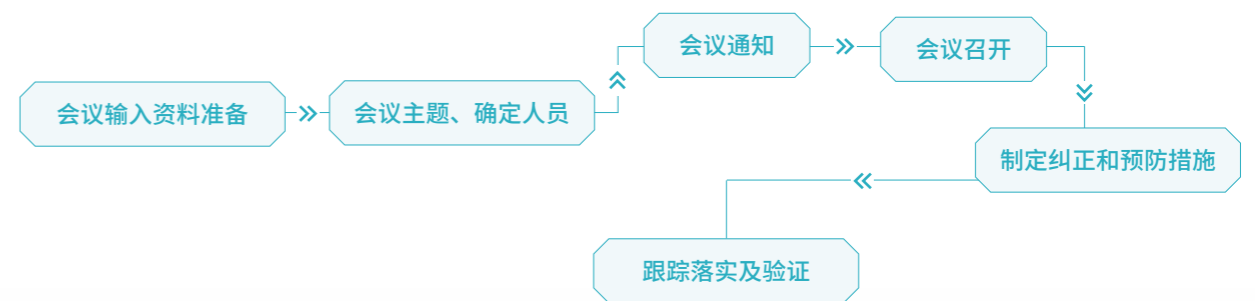 会议输入资料准备
会议主题、确定人员
会议通知
会议召开
制定纠正和预防措施
跟踪落实及验证